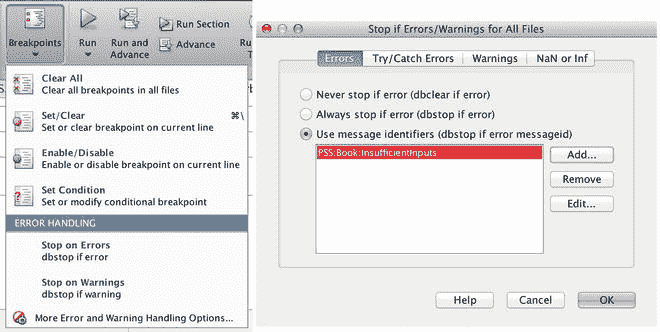 Breakpoints
Run
Run and
Advance
Run Section
Advance
Ru
T
Clear All
Clear all breakpoints in all files
Set/Clear ⌘\
Set or clear breakpoint on current line
Enable/Disable
Enable or disable breakpoint on current line
Set Condition
Set or modify conditional breakpoint
ERROR HANDLING
Stop on Errors
dbstop if error
Stop on Warnings
dbstop if warning
More Error and Warning Handling Options...
Stop if Errors/Warnings for All Files
Errors Try/Catch Errors Warnings NaN or Inf
Never stop if error (dbclear if error)
Always stop if error (dbstop if error)
Use message identifiers (dbstop if error messageid)
PSS:Book:InsufficientInputs
Add...
Remove
Edit...
Help Cancel OK